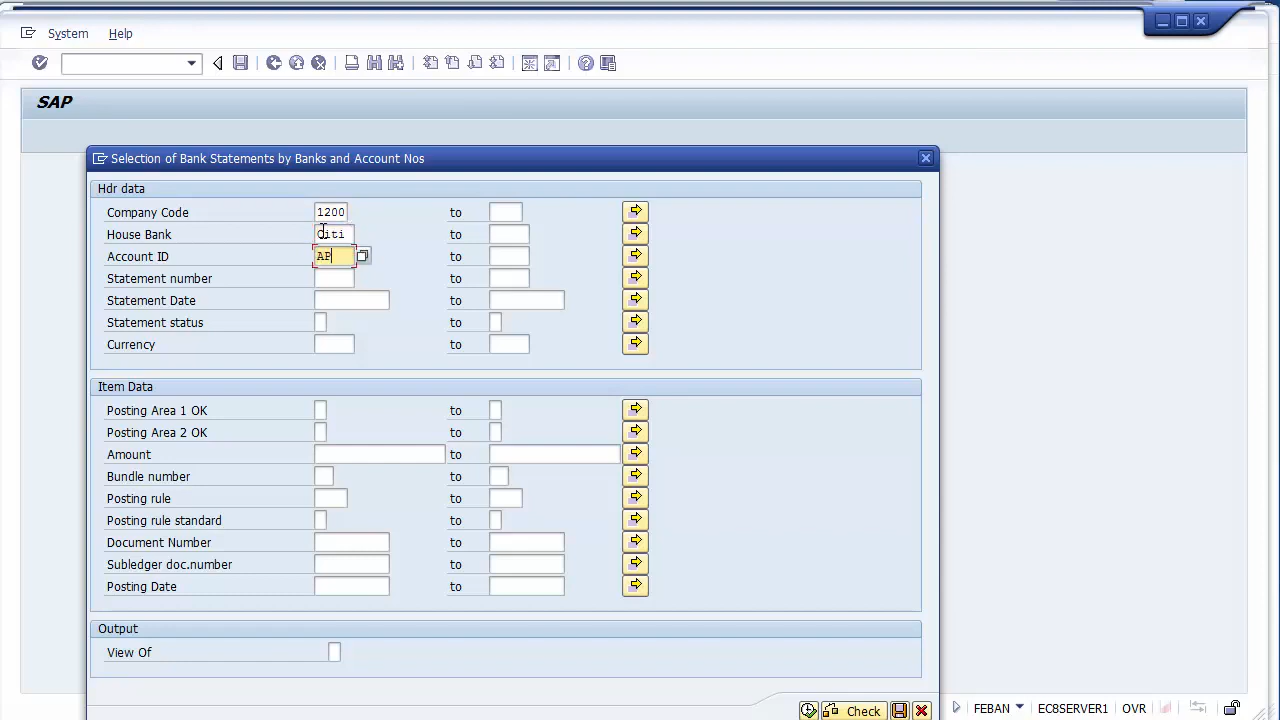 System Help
SAP
Selection of Bank Statements by Banks and Account Nos
Hdr data
Company Code 1200 to
House Bank Citi to
Account ID AP to
Statement number to
Statement Date to
Statement status to
Currency to
Item Data
Posting Area 1 OK to
Posting Area 2 OK to
Amount to
Bundle number to
Posting rule to
Posting rule standard to
Document Number to
Subledger doc.number to
Posting Date to
Output
View Of
Check
FEBAN EC8SERVER1 OVR